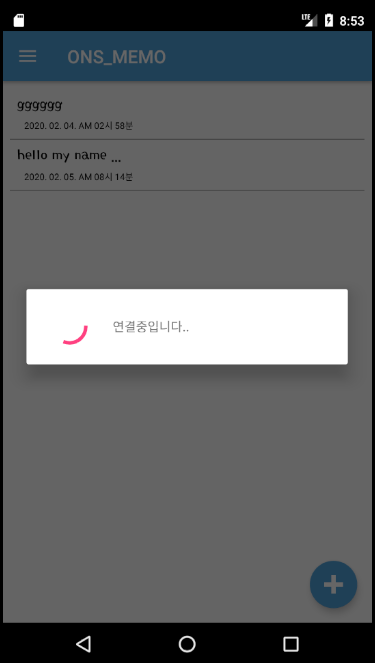 LTE 8:53
ONS_MEMO
gggggg
2020. 02. 04. AM 02시 58분
hello my name ...
2020. 02. 05. AM 08시 14분
연결중입니다..